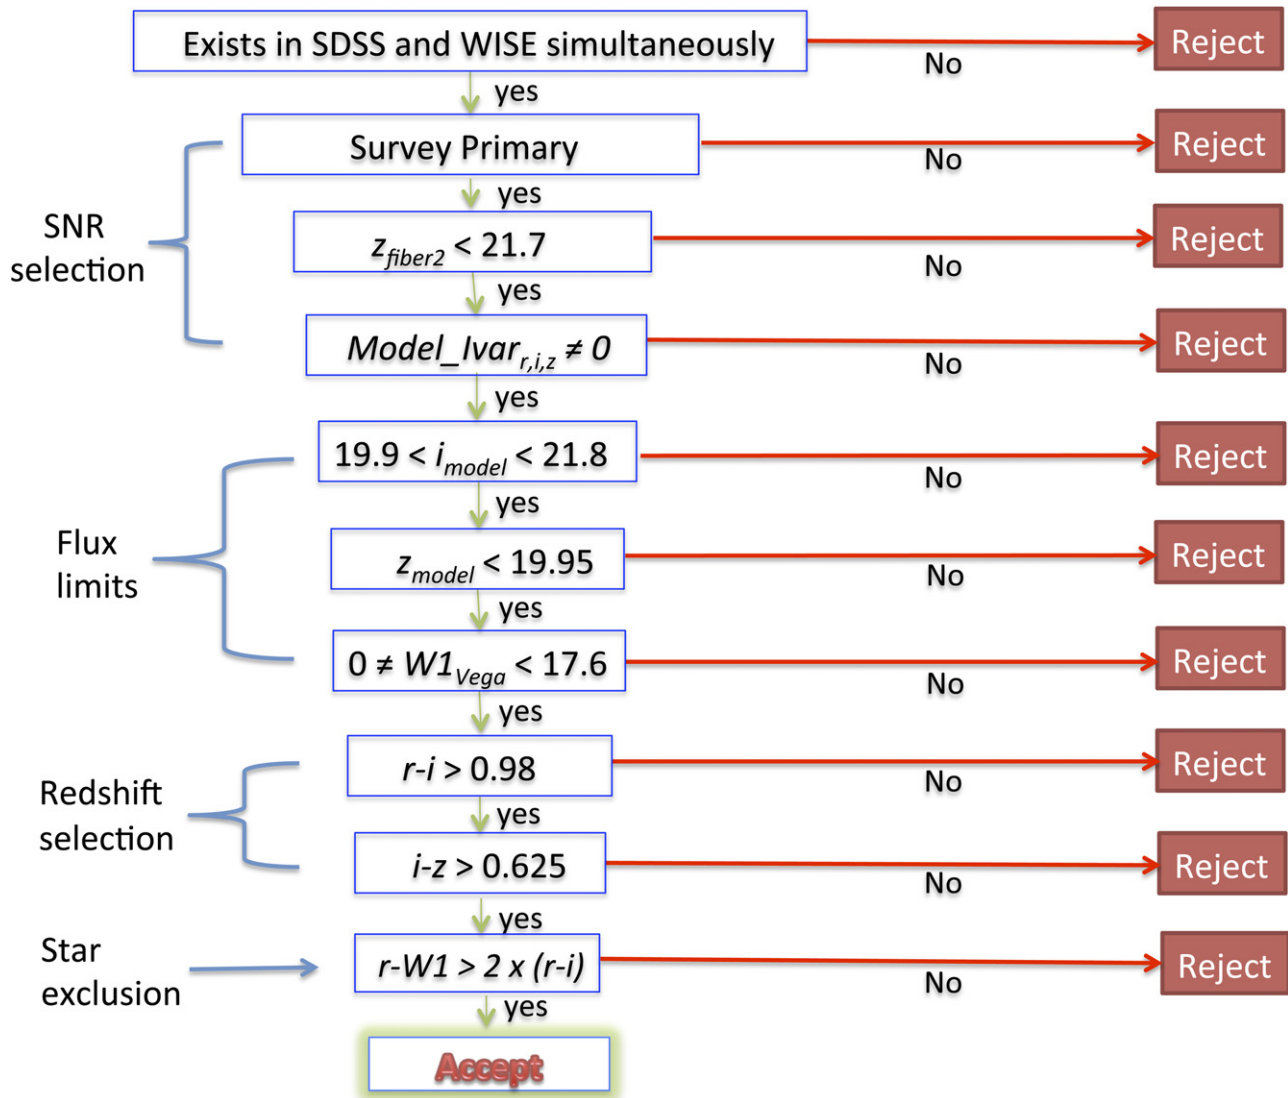 Exists in SDSS and WISE simultaneously
No
Reject
yes
Survey Primary
No
Reject
yes
SNR
selection
z_fiber2 < 21.7
No
Reject
yes
Model_Ivar_r,i,z ≠ 0
No
Reject
yes
19.9 < i_model < 21.8
No
Reject
yes
Flux
limits
z_model < 19.95
No
Reject
yes
0 ≠ W1_Vega < 17.6
No
Reject
yes
r-i > 0.98
No
Reject
Redshift
selection
yes
i-z > 0.625
No
Reject
yes
Star
exclusion
r-W1 > 2 x (r-i)
No
Reject
yes
Accept